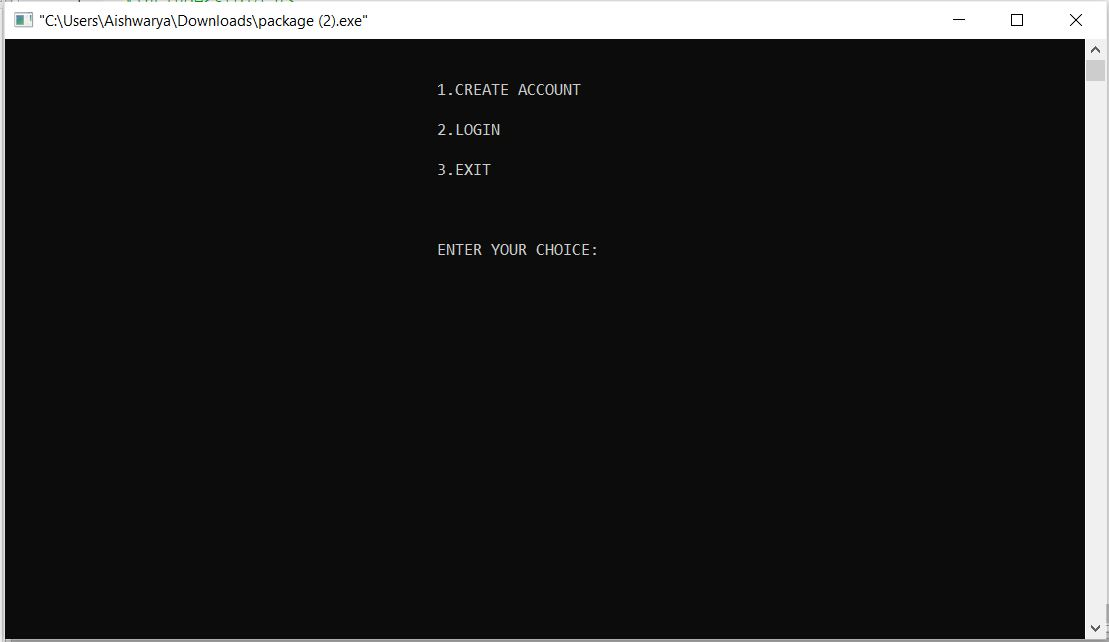 "C:\Users\Aishwarya\Downloads\package (2).exe"
1.CREATE ACCOUNT
2.LOGIN
3.EXIT
ENTER YOUR CHOICE: